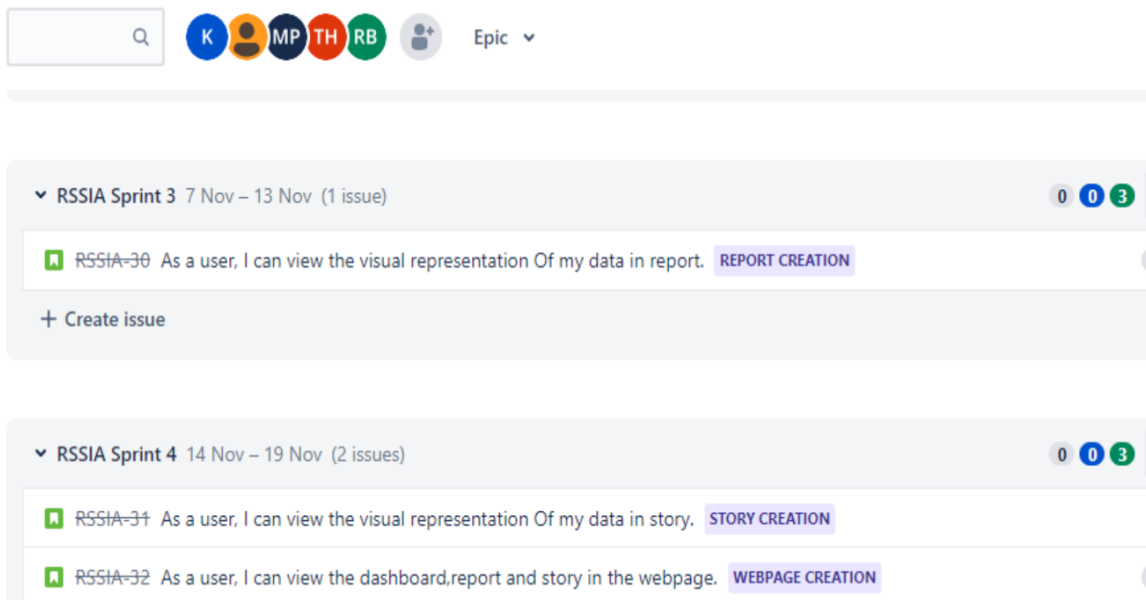 K MP TH RB Epic
RSSIA Sprint 3 7 Nov – 13 Nov (1 issue) 0 0 3
RSSIA-30 As a user, I can view the visual representation Of my data in report. REPORT CREATION
+ Create issue
RSSIA Sprint 4 14 Nov – 19 Nov (2 issues) 0 0 3
RSSIA-31 As a user, I can view the visual representation Of my data in story. STORY CREATION
RSSIA-32 As a user, I can view the dashboard,report and story in the webpage. WEBPAGE CREATION